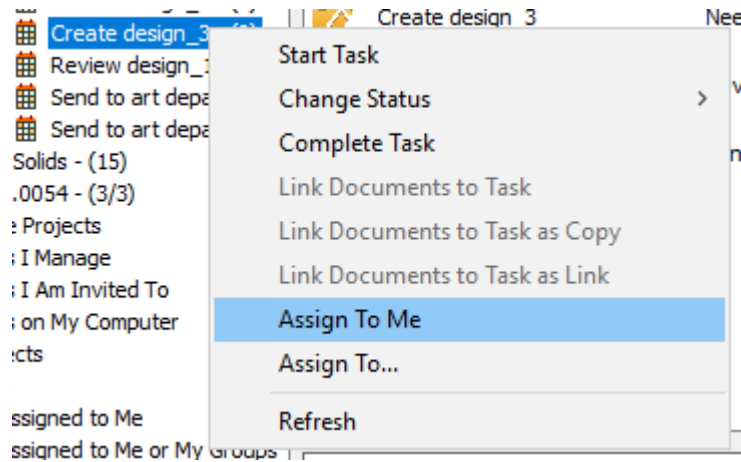 Create design_3
Create design_3
Nee
Review design_
Send to art depa
Send to art depa
Solids - (15)
.0054 - (3/3)
e Projects
s I Manage
s I Am Invited To
s on My Computer
cts
ssigned to Me
ssigned to Me or My Groups
Start Task
Change Status
Complete Task
Link Documents to Task
Link Documents to Task as Copy
Link Documents to Task as Link
Assign To Me
Assign To...
Refresh